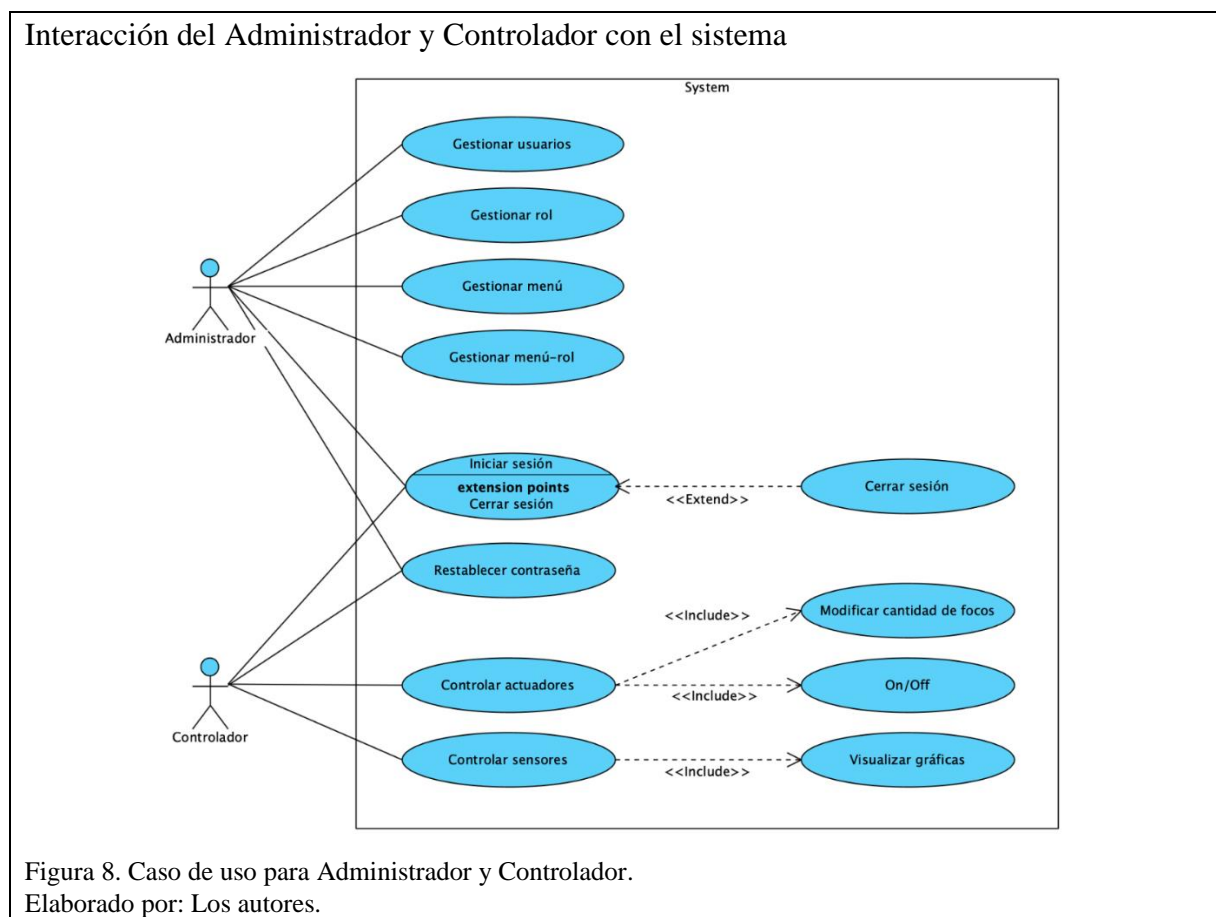 Interacción del Administrador y Controlador con el sistema
System
Gestionar usuarios
Gestionar rol
Gestionar menú
Administrador
Gestionar menú-rol
Iniciar sesión
extension points
Cerrar sesión
<<Extend>>
Cerrar sesión
Restablecer contraseña
<<Include>>
Modificar cantidad de focos
Controlar actuadores
<<Include>>
On/Off
Controlador
Controlar sensores
<<Include>>
Visualizar gráficas
Figura 8. Caso de uso para Administrador y Controlador.
Elaborado por: Los autores.